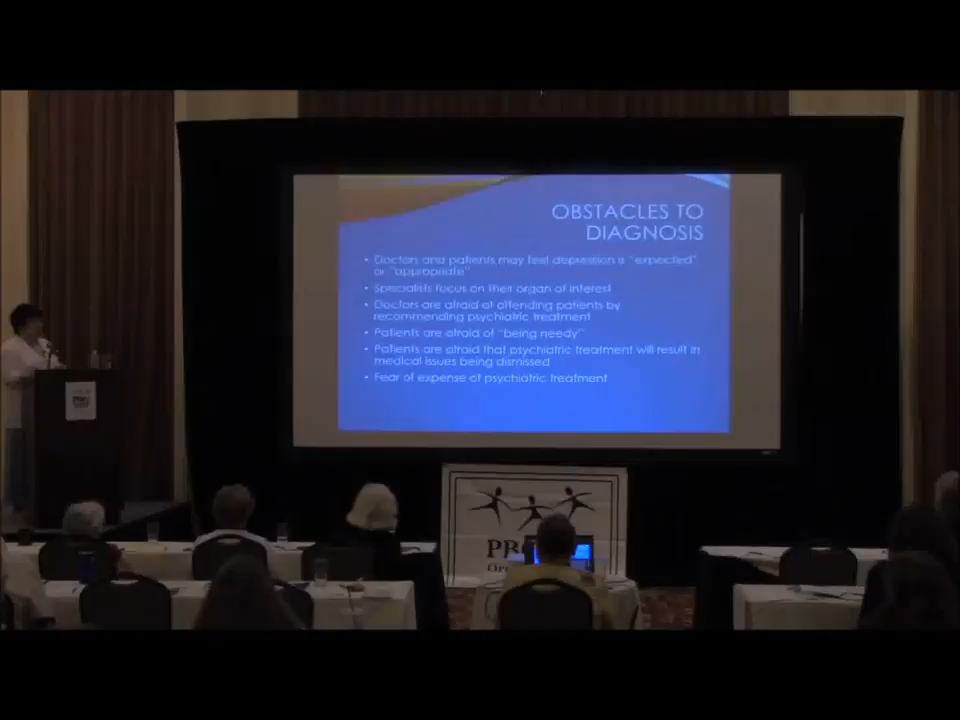 OBSTACLES TO
DIAGNOSIS
• Doctors and patients may feel depression is "expected"
or "appropriate"
• Specialists focus on their organ of interest
• Doctors are afraid of offending patients by
recommending psychiatric treatment
• Patients are afraid of "being needy"
• Patients are afraid that psychiatric treatment will result in
medical issues being dismissed
• Fear of expense of psychiatric treatment